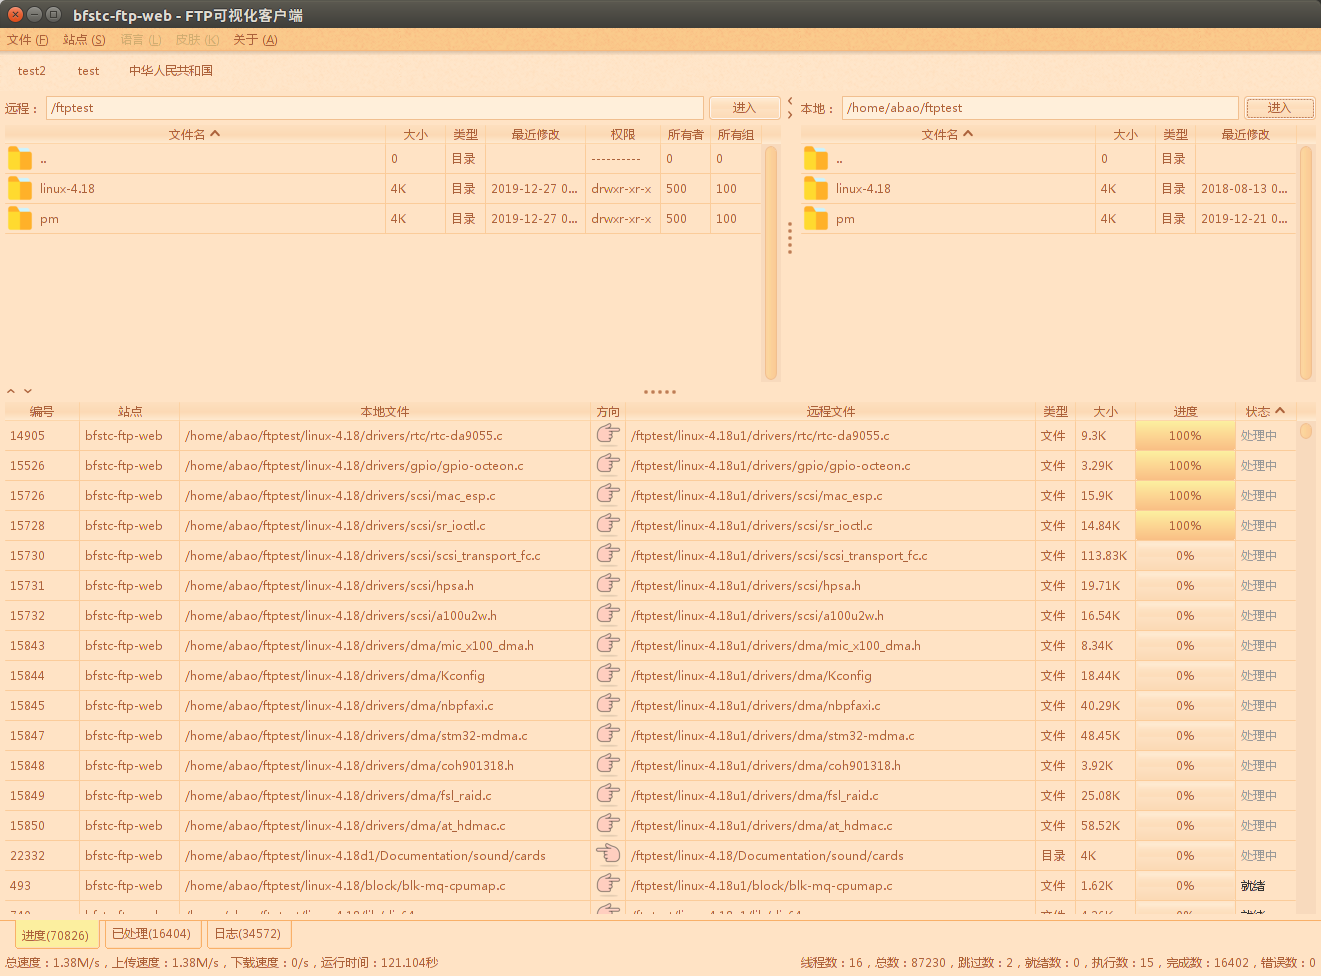 bfstc-ftp-web - FTP可视化客户端
文件 (F) 站点 (S) 语言 (L) 皮肤 (K) 关于 (A)
test2 test 中华人民共和国
远程： /ftptest 进入 本地： /home/abao/ftptest 进入
文件名 大小 类型 最近修改 权限 所有者 所有组 文件名 大小 类型 最近修改
.. 0 目录 ---------- 0 0 .. 0 目录
linux-4.18 4K 目录 2019-12-27 0... drwxr-xr-x 500 100 linux-4.18 4K 目录 2018-08-13 0...
pm 4K 目录 2019-12-27 0... drwxr-xr-x 500 100 pm 4K 目录 2019-12-21 0...
编号 站点 本地文件 方向 远程文件 类型 大小 进度 状态
14905 bfstc-ftp-web /home/abao/ftptest/linux-4.18/drivers/rtc/rtc-da9055.c /ftptest/linux-4.18u1/drivers/rtc/rtc-da9055.c 文件 9.3K 100% 处理中
15526 bfstc-ftp-web /home/abao/ftptest/linux-4.18/drivers/gpio/gpio-octeon.c /ftptest/linux-4.18u1/drivers/gpio/gpio-octeon.c 文件 3.29K 100% 处理中
15726 bfstc-ftp-web /home/abao/ftptest/linux-4.18/drivers/scsi/mac_esp.c /ftptest/linux-4.18u1/drivers/scsi/mac_esp.c 文件 15.9K 100% 处理中
15728 bfstc-ftp-web /home/abao/ftptest/linux-4.18/drivers/scsi/sr_ioctl.c /ftptest/linux-4.18u1/drivers/scsi/sr_ioctl.c 文件 14.84K 100% 处理中
15730 bfstc-ftp-web /home/abao/ftptest/linux-4.18/drivers/scsi/scsi_transport_fc.c /ftptest/linux-4.18u1/drivers/scsi/scsi_transport_fc.c 文件 113.83K 0% 处理中
15731 bfstc-ftp-web /home/abao/ftptest/linux-4.18/drivers/scsi/hpsa.h /ftptest/linux-4.18u1/drivers/scsi/hpsa.h 文件 19.71K 0% 处理中
15732 bfstc-ftp-web /home/abao/ftptest/linux-4.18/drivers/scsi/a100u2w.h /ftptest/linux-4.18u1/drivers/scsi/a100u2w.h 文件 16.54K 0% 处理中
15843 bfstc-ftp-web /home/abao/ftptest/linux-4.18/drivers/dma/mic_x100_dma.h /ftptest/linux-4.18u1/drivers/dma/mic_x100_dma.h 文件 8.34K 0% 处理中
15844 bfstc-ftp-web /home/abao/ftptest/linux-4.18/drivers/dma/Kconfig /ftptest/linux-4.18u1/drivers/dma/Kconfig 文件 18.44K 0% 处理中
15845 bfstc-ftp-web /home/abao/ftptest/linux-4.18/drivers/dma/nbpfaxi.c /ftptest/linux-4.18u1/drivers/dma/nbpfaxi.c 文件 40.29K 0% 处理中
15847 bfstc-ftp-web /home/abao/ftptest/linux-4.18/drivers/dma/stm32-mdma.c /ftptest/linux-4.18u1/drivers/dma/stm32-mdma.c 文件 48.45K 0% 处理中
15848 bfstc-ftp-web /home/abao/ftptest/linux-4.18/drivers/dma/coh901318.h /ftptest/linux-4.18u1/drivers/dma/coh901318.h 文件 3.92K 0% 处理中
15849 bfstc-ftp-web /home/abao/ftptest/linux-4.18/drivers/dma/fsl_raid.c /ftptest/linux-4.18u1/drivers/dma/fsl_raid.c 文件 25.08K 0% 处理中
15850 bfstc-ftp-web /home/abao/ftptest/linux-4.18/drivers/dma/at_hdmac.c /ftptest/linux-4.18u1/drivers/dma/at_hdmac.c 文件 58.52K 0% 处理中
22332 bfstc-ftp-web /home/abao/ftptest/linux-4.18d1/Documentation/sound/cards /ftptest/linux-4.18/Documentation/sound/cards 目录 4K 0% 处理中
493 bfstc-ftp-web /home/abao/ftptest/linux-4.18/block/blk-mq-cpumap.c /ftptest/linux-4.18u1/block/blk-mq-cpumap.c 文件 1.62K 0% 就绪
进度(70826) 已处理(16404) 日志(34572)
总速度：1.38M/s，上传速度：1.38M/s，下载速度：0/s，运行时间：121.104秒 线程数：16，总数：87230，跳过数：2，就绪数：0，执行数：15，完成数：16402，错误数：0